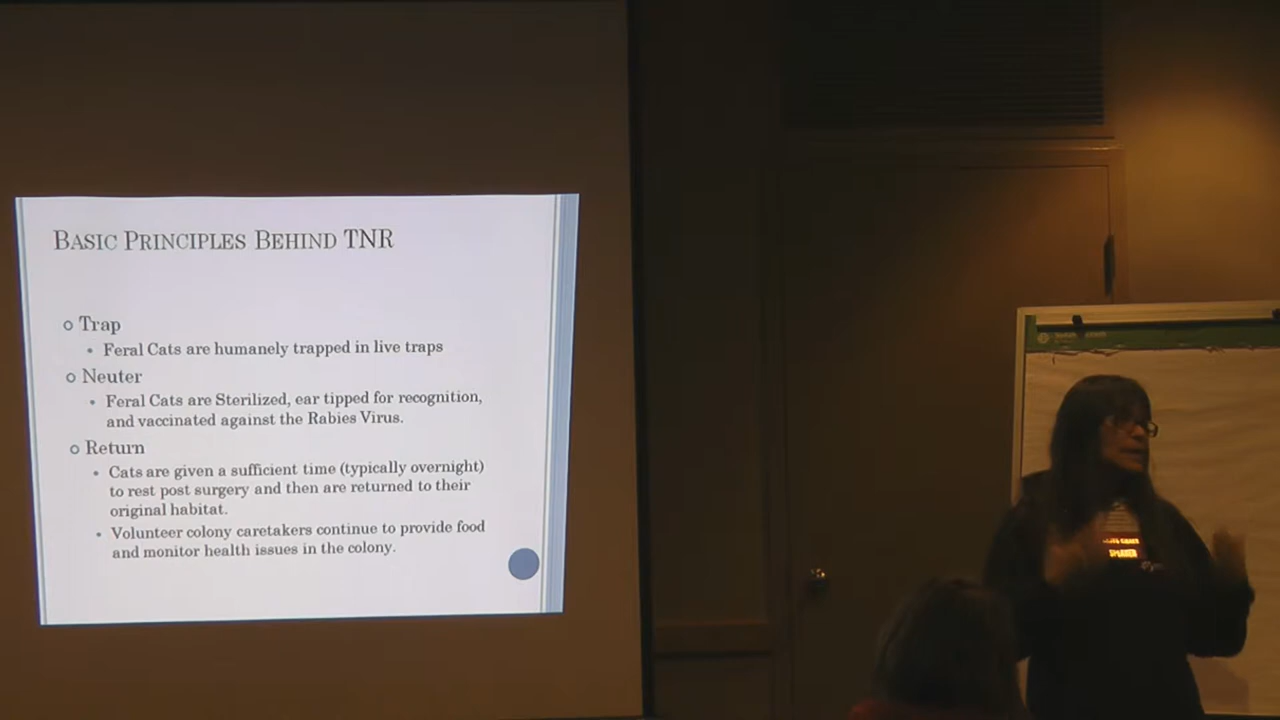 BASIC PRINCIPLES BEHIND TNR
Trap
Feral Cats are humanely trapped in live traps
Neuter
Feral Cats are Sterilized, ear tipped for recognition,
and vaccinated against the Rabies Virus.
Return
Cats are given a sufficient time (typically overnight)
to rest post surgery and then are returned to their
original habitat.
Volunteer colony caretakers continue to provide food
and monitor health issues in the colony.
SPEAKER